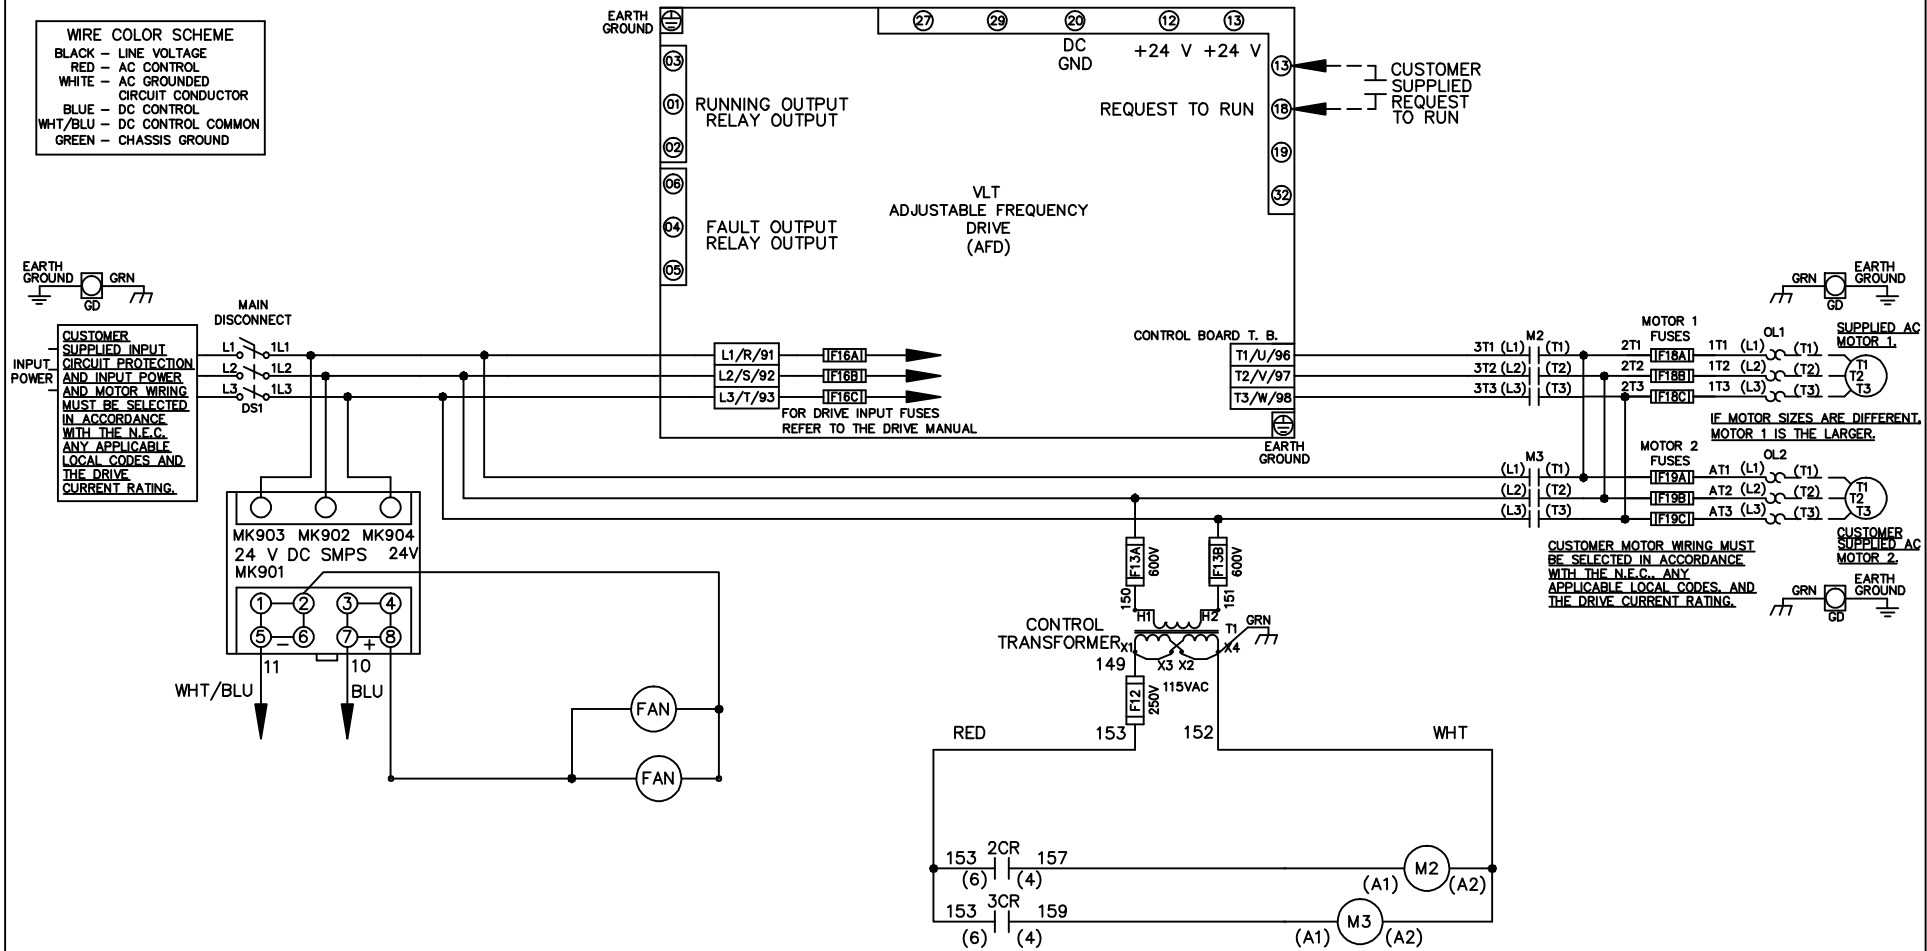 WIRE COLOR SCHEME
BLACK – LINE VOLTAGE
RED – AC CONTROL
WHITE – AC GROUNDED
CIRCUIT CONDUCTOR
BLUE – DC CONTROL
WHT/BLU – DC CONTROL COMMON
GREEN – CHASSIS GROUND
EARTH
GROUND
27 29 20 12 13
DC
GND
+24 V +24 V
03
01
02
RUNNING OUTPUT
RELAY OUTPUT
06
04
05
FAULT OUTPUT
RELAY OUTPUT
VLT
ADJUSTABLE FREQUENCY
DRIVE
(AFD)
REQUEST TO RUN
13
18
19
32
CUSTOMER
SUPPLIED
REQUEST
TO RUN
EARTH
GROUND
GRN
GD
INPUT
POWER
CUSTOMER
SUPPLIED INPUT
CIRCUIT PROTECTION
AND INPUT POWER
AND MOTOR WIRING
MUST BE SELECTED
IN ACCORDANCE
WITH THE N.E.C.
ANY APPLICABLE
LOCAL CODES AND
THE DRIVE
CURRENT RATING.
MAIN
DISCONNECT
L1 1L1
L2 1L2
L3 1L3
DS1
L1/R/91 F16A
L2/S/92 F16B
L3/T/93 F16C
FOR DRIVE INPUT FUSES
REFER TO THE DRIVE MANUAL
CONTROL BOARD T. B.
T1/U/96
T2/V/97
T3/W/98
EARTH
GROUND
M2
3T1 (L1) (T1)
3T2 (L2) (T2)
3T3 (L3) (T3)
MOTOR 1
FUSES
2T1 F18A 1T1 (L1) (T1)
2T2 F18B 1T2 (L2) (T2)
2T3 F18C 1T3 (L3) (T3)
OL1
T1
T2
T3
GRN
GD
EARTH
GROUND
SUPPLIED AC
MOTOR 1.
IF MOTOR SIZES ARE DIFFERENT,
MOTOR 1 IS THE LARGER.
M3
(L1) (T1)
(L2) (T2)
(L3) (T3)
MOTOR 2
FUSES
F19A AT1 (L1) (T1)
F19B AT2 (L2) (T2)
F19C AT3 (L3) (T3)
OL2
T1
T2
T3
CUSTOMER
SUPPLIED AC
MOTOR 2.
CUSTOMER MOTOR WIRING MUST
BE SELECTED IN ACCORDANCE
WITH THE N.E.C., ANY
APPLICABLE LOCAL CODES, AND
THE DRIVE CURRENT RATING.
GRN
GD
EARTH
GROUND
MK903 MK902 MK904
24 V DC SMPS 24V
MK901
1 2 3 4
5 – 6 7 + 8
11
10
WHT/BLU
BLU
FAN
FAN
F13A
600V
F13B
600V
150
151
H1 H2
CONTROL
TRANSFORMER
T1
GRN
X1 X3 X2 X4
149
115VAC
F12
250V
153
152
RED
WHT
153 2CR 157
(6) (4)
M2
(A1) (A2)
153 3CR 159
(6) (4)
M3
(A1) (A2)